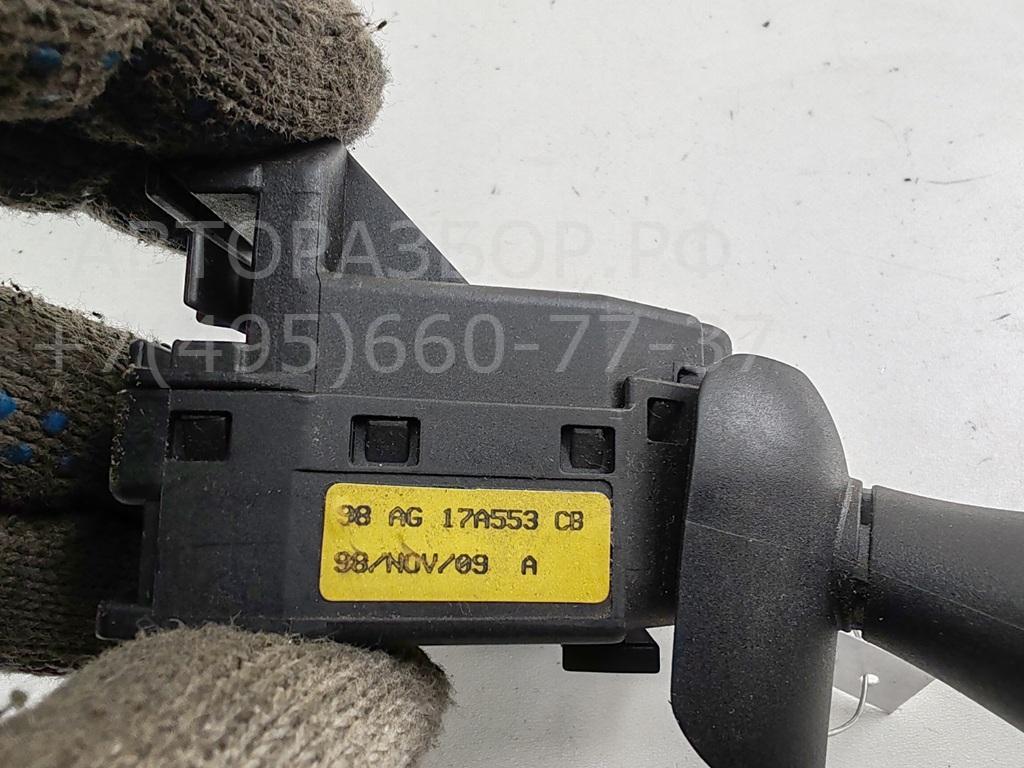 АВТОРАЗБОР.РФ
+7(495)660-77-37
98 AG 17A553 CB
98/NOV/09 A